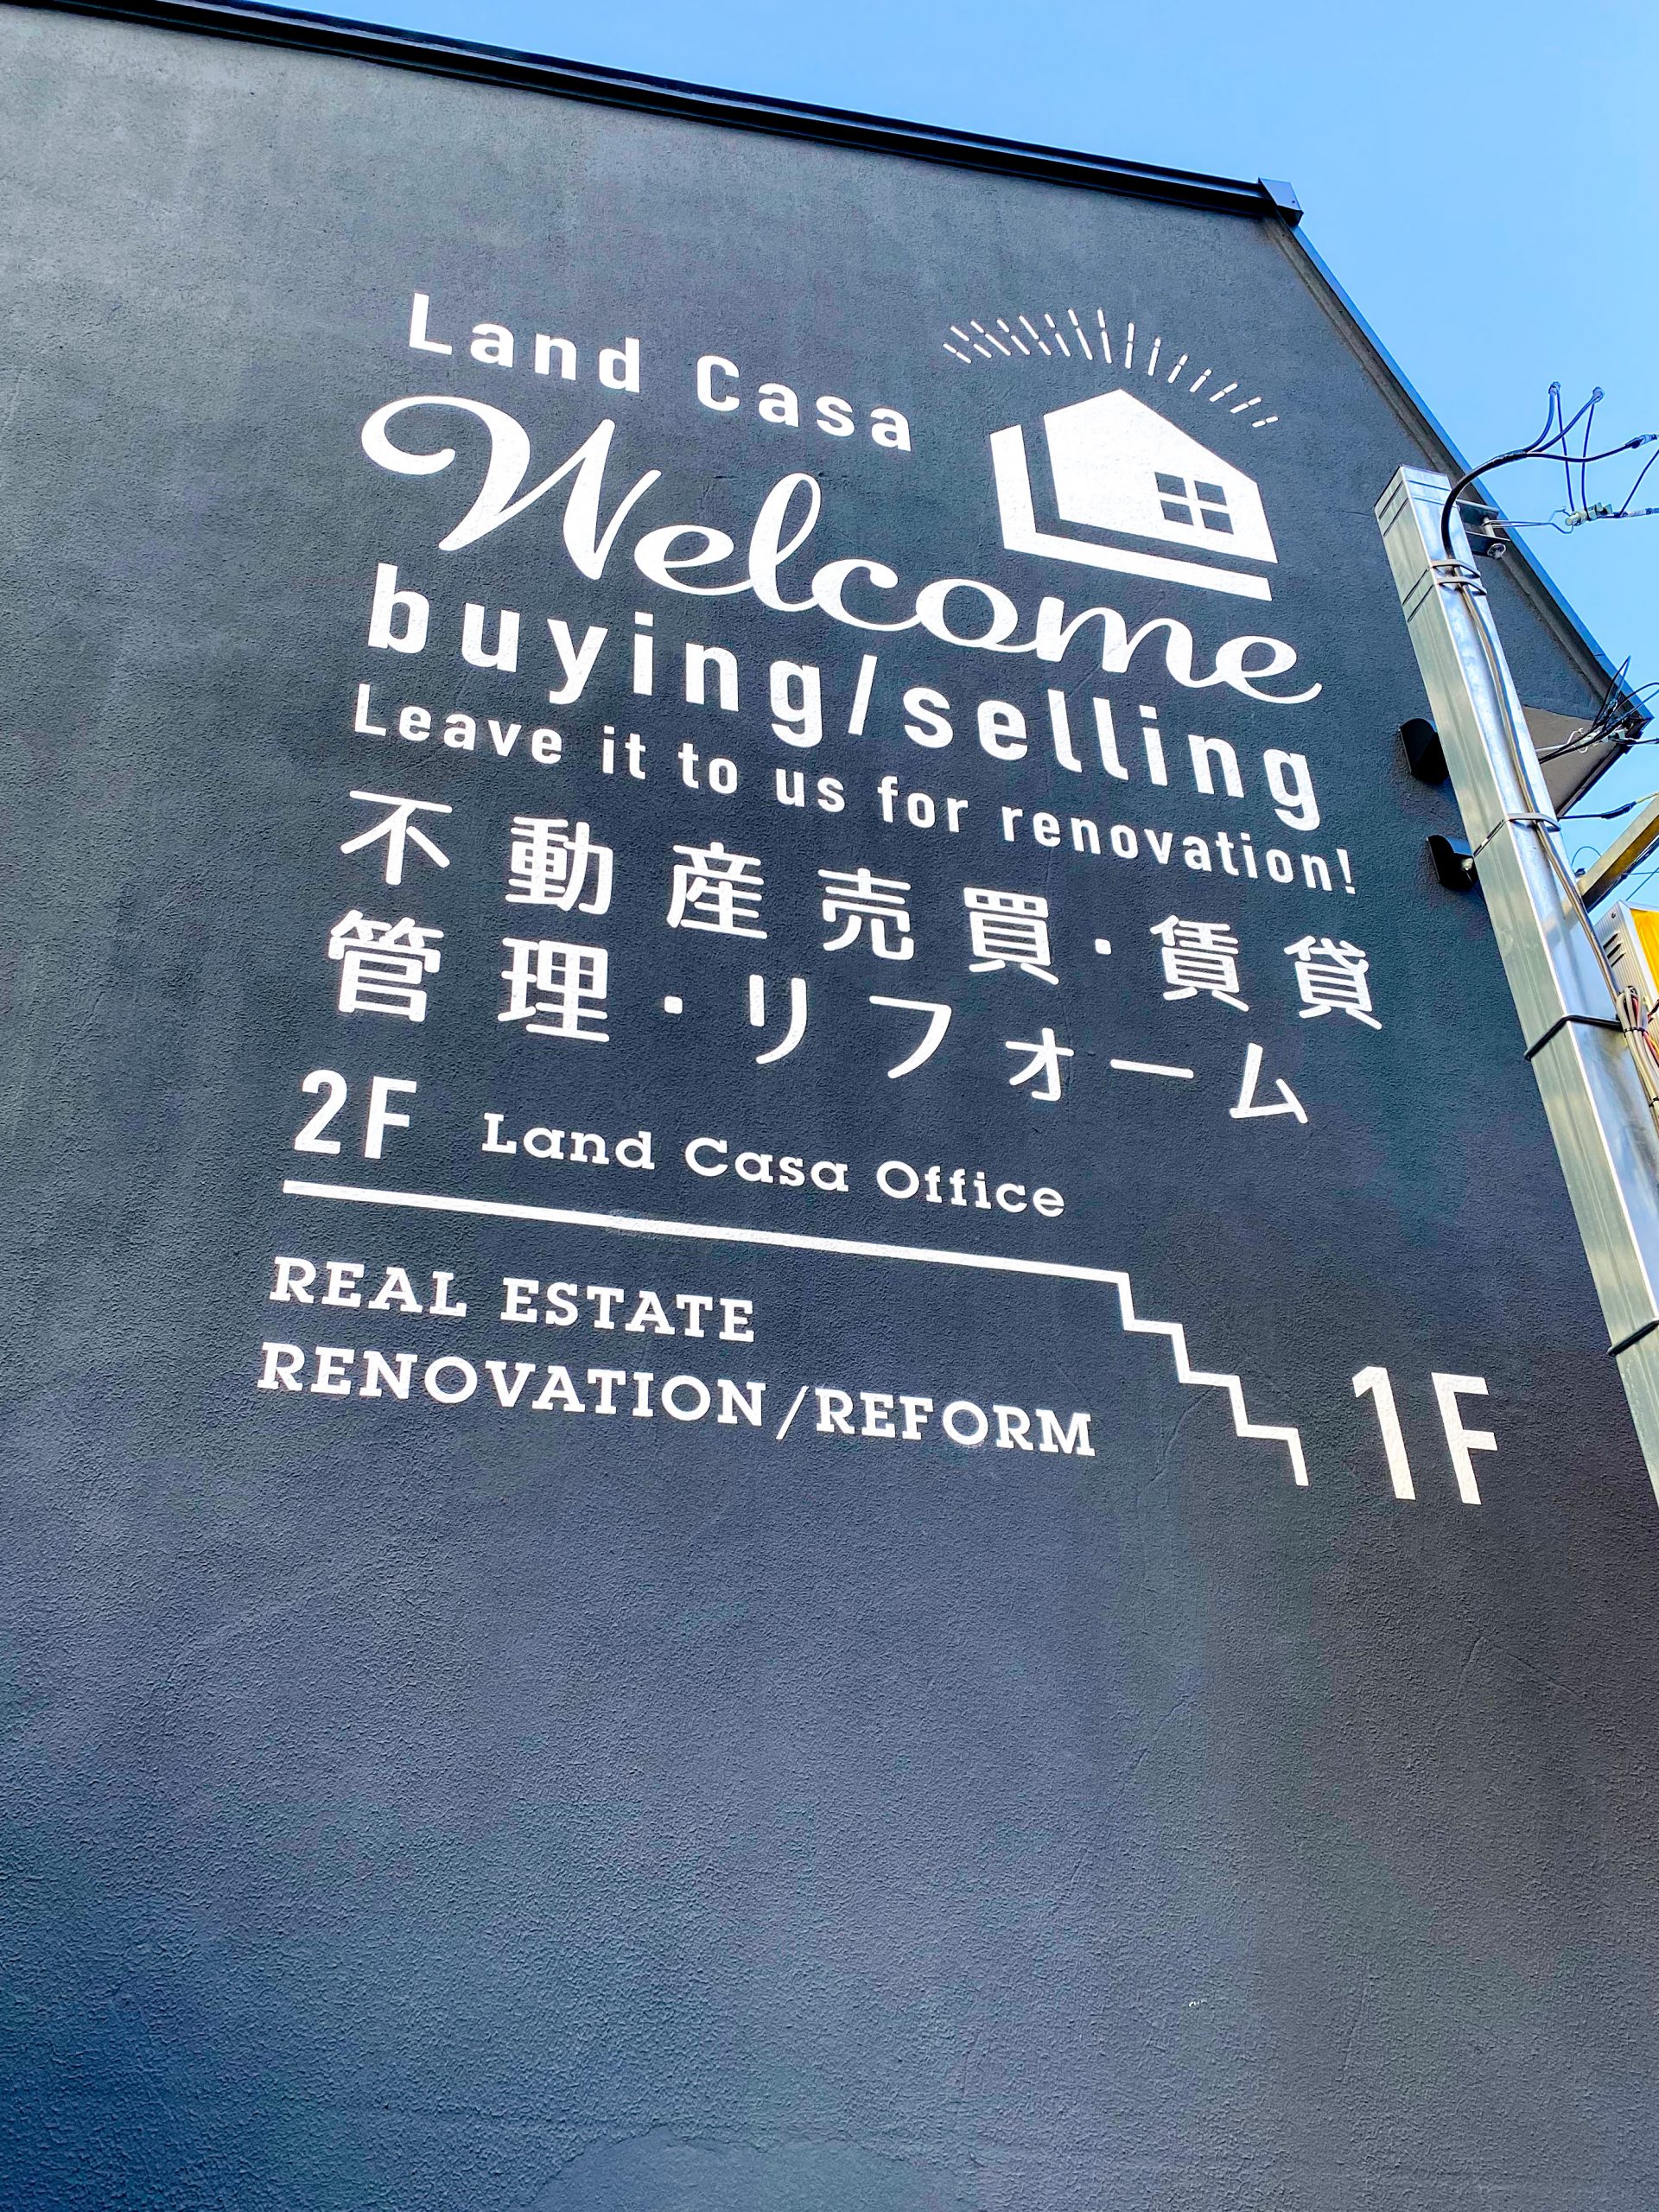 Land Casa
Welcome
buying/selling
Leave it to us for renovation!
不動産売買・賃貸
管理・リフォーム
2F Land Casa Office
REAL ESTATE
RENOVATION/REFORM
1F